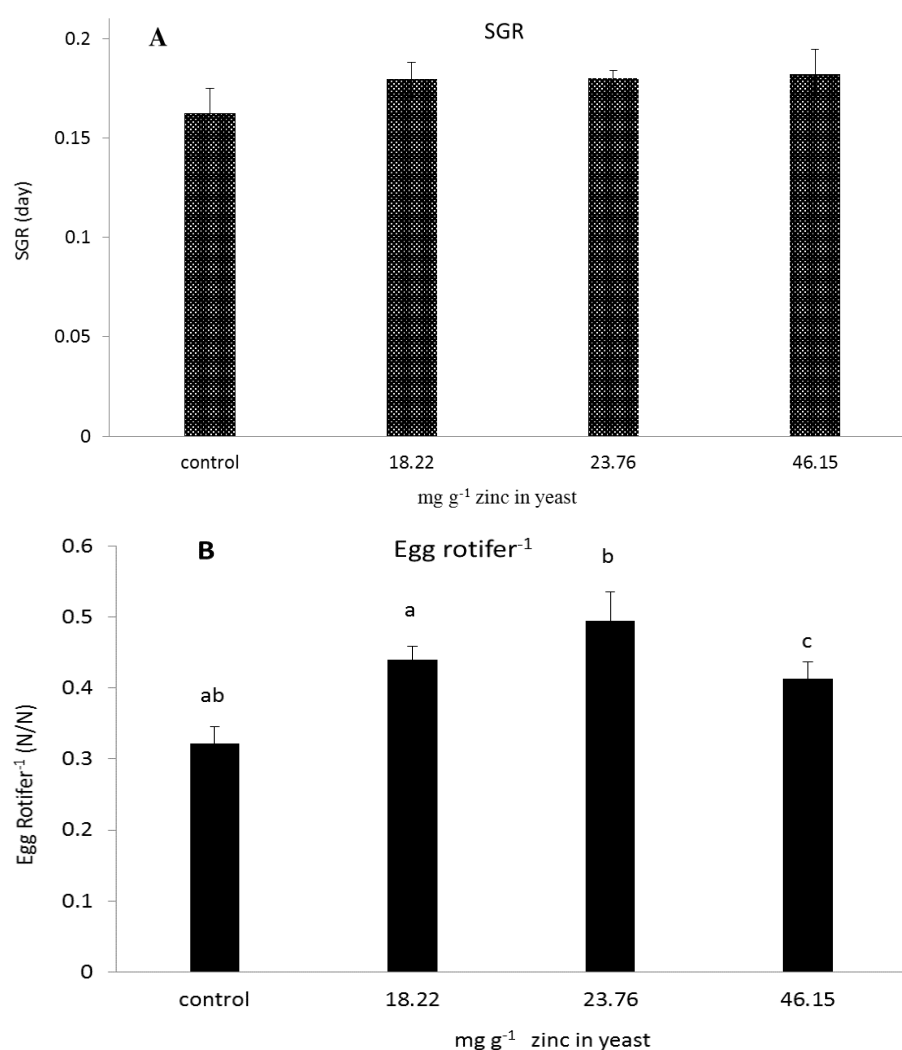 A
SGR
0.2
0.15
0.1
0.05
0
SGR (day)
control 18.22 23.76 46.15
mg g⁻¹ zinc in yeast
B
Egg rotifer⁻¹
0.6
0.5
0.4
0.3
0.2
0.1
0
Egg Rotifer⁻¹ (N/N)
ab
a
b
c
control 18.22 23.76 46.15
mg g⁻¹ zinc in yeast